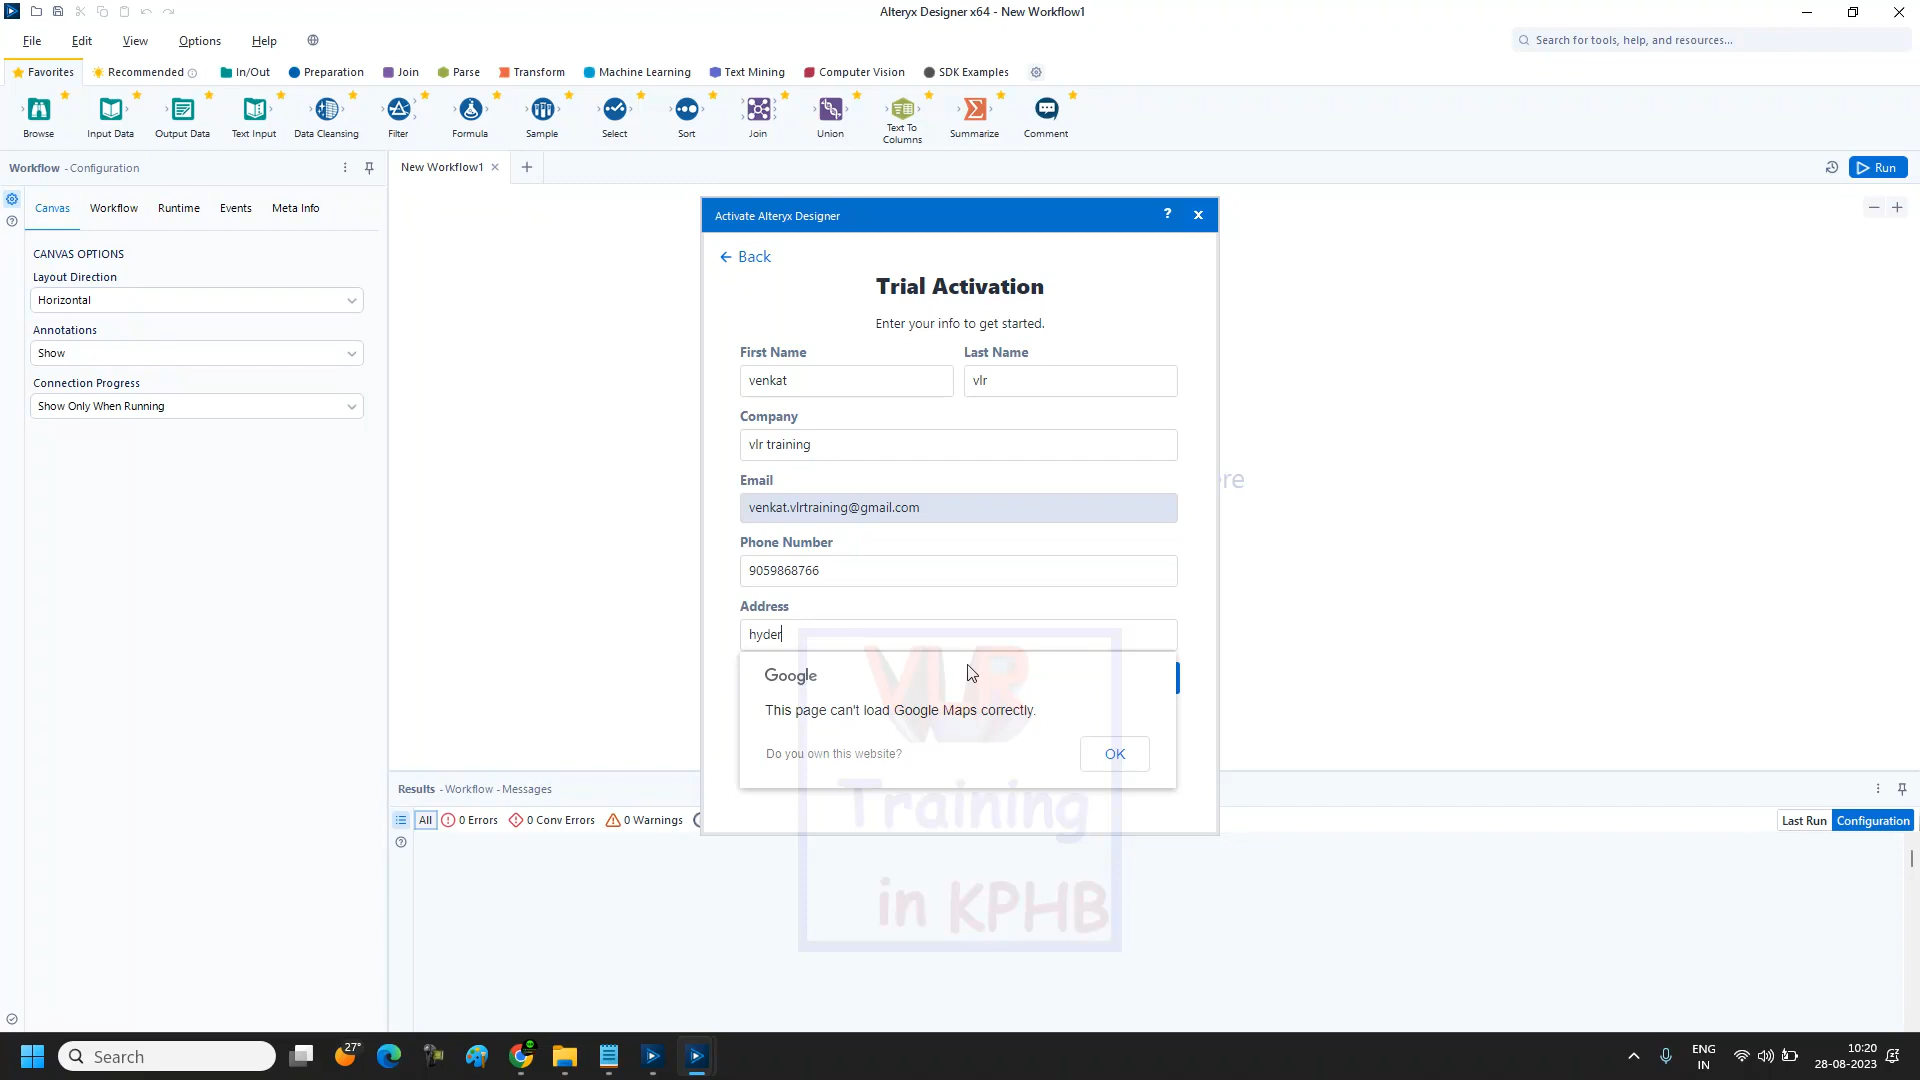 Alteryx Designer x64 - New Workflow1
File Edit View Options Help
Search for tools, help, and resources...
Favorites Recommended In/Out Preparation Join Parse Transform Machine Learning Text Mining Computer Vision SDK Examples
Browse Input Data Output Data Text Input Data Cleansing Filter Formula Sample Select Sort Join Union Text To Columns Summarize Comment
Workflow - Configuration
New Workflow1
Run
Canvas Workflow Runtime Events Meta Info
CANVAS OPTIONS
Layout Direction
Horizontal
Annotations
Show
Connection Progress
Show Only When Running
Activate Alteryx Designer ?
Back
Trial Activation
Enter your info to get started.
First Name Last Name
venkat vlr
Company
vlr training
Email
venkat.vlrtraining@gmail.com
Phone Number
9059868766
Address
hyder
Google
This page can't load Google Maps correctly.
Do you own this website? OK
re
VLR
Training
in KPHB
Results - Workflow - Messages
All 0 Errors 0 Conv Errors 0 Warnings
Last Run Configuration
27°
Search
ENG
IN
10:20
28-08-2023